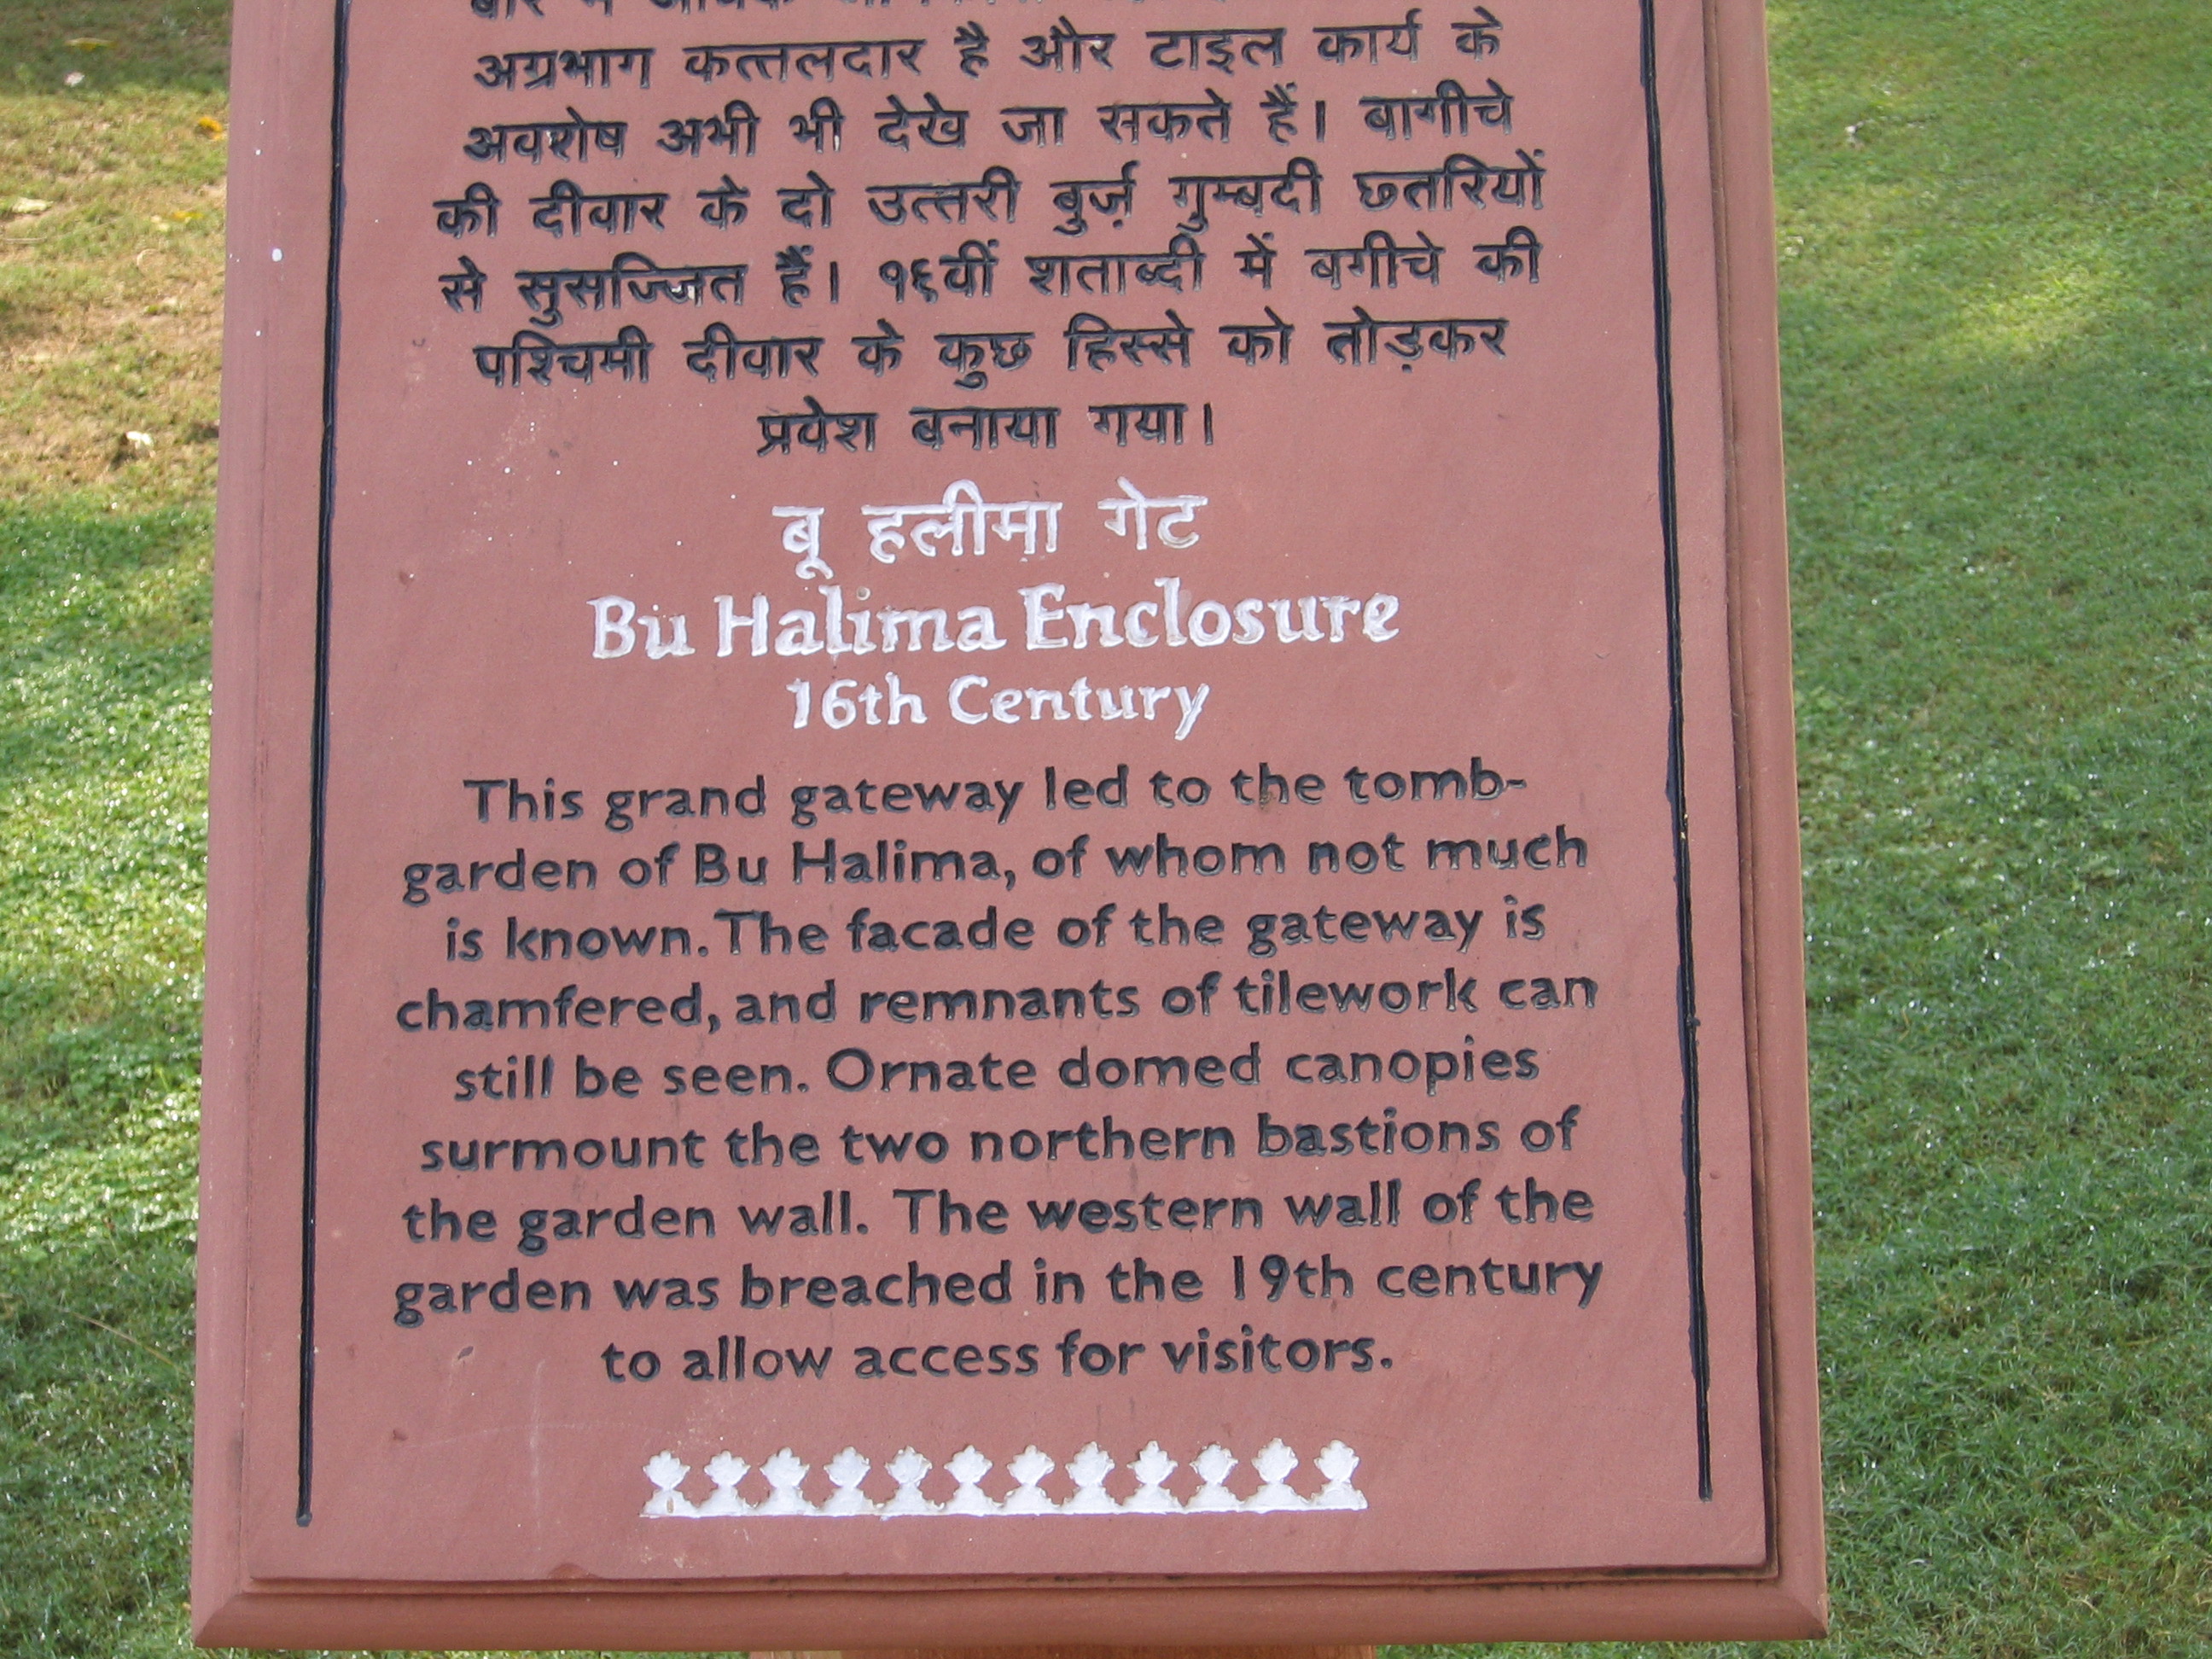 अग्रभाग कत्तलदार है और टाइल कार्य के
अवशेष अभी भी देखे जा सकते हैं। बागीचे
की दीवार के दो उत्तरी बुर्ज़ गुम्बदी छतरियों
से सुसज्जित हैं। १६वीं शताब्दी में बगीचे की
पश्चिमी दीवार के कुछ हिस्से को तोड़कर
प्रवेश बनाया गया।
बू हलीमा गेट
Bu Halima Enclosure
16th Century
This grand gateway led to the tomb-
garden of Bu Halima, of whom not much
is known. The facade of the gateway is
chamfered, and remnants of tilework can
still be seen. Ornate domed canopies
surmount the two northern bastions of
the garden wall. The western wall of the
garden was breached in the 19th century
to allow access for visitors.